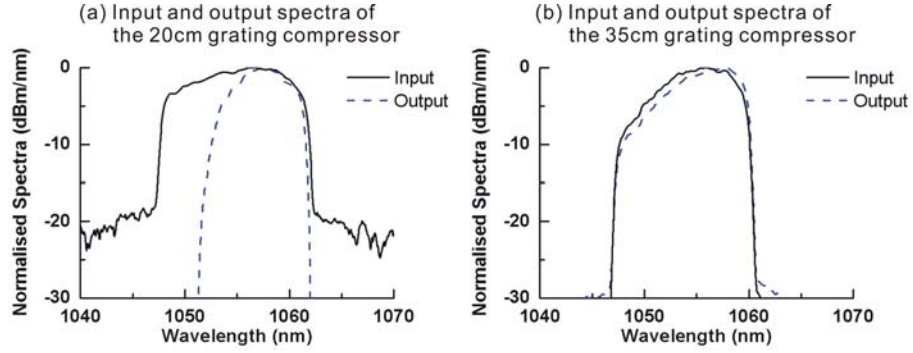 (a) Input and output spectra of
the 20cm grating compressor
Normalised Spectra (dBm/nm)
0
-10
-20
-30
Input
Output
1040
1050
1060
1070
Wavelength (nm)
(b) Input and output spectra of
the 35cm grating compressor
Normalised Spectra (dBm/nm)
0
-10
-20
-30
Input
Output
1040
1050
1060
1070
Wavelength (nm)